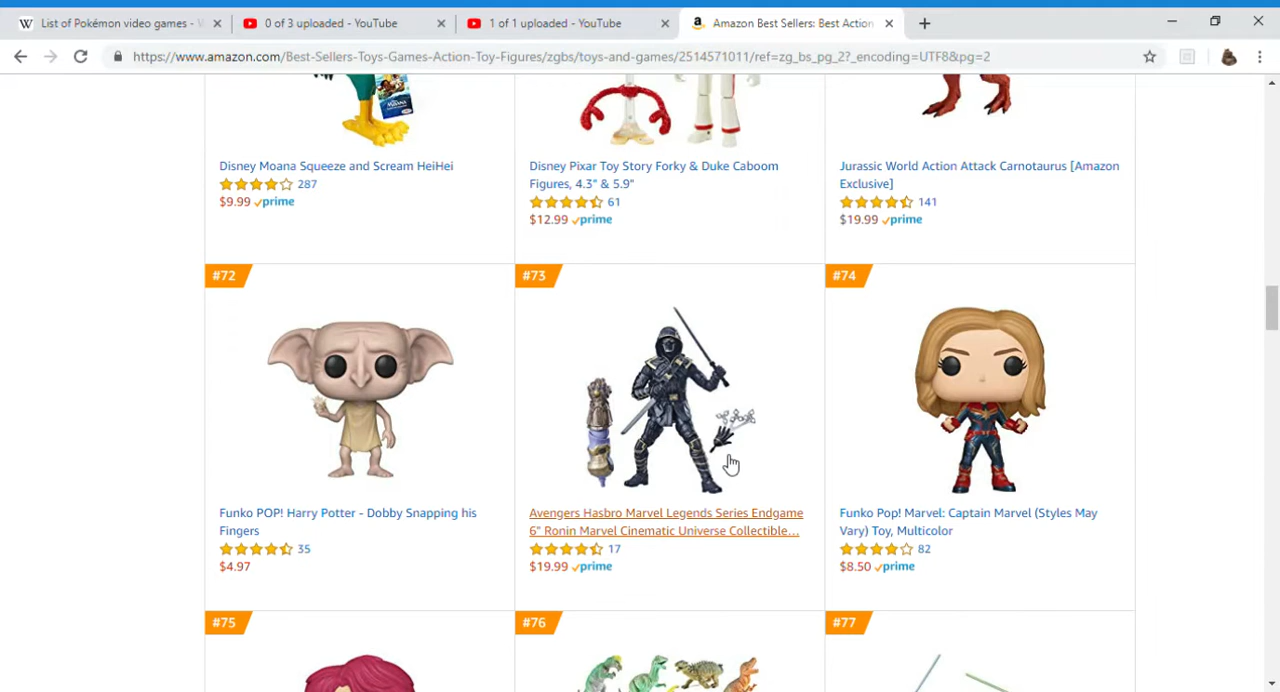 List of Pokémon video games - W
0 of 3 uploaded - YouTube
1 of 1 uploaded - YouTube
Amazon Best Sellers: Best Action
https://www.amazon.com/Best-Sellers-Toys-Games-Action-Toy-Figures/zgbs/toys-and-games/2514571011/ref=zg_bs_pg_2?_encoding=UTF8&pg=2
Disney Moana Squeeze and Scream HeiHei
287
$9.99 prime
Disney Pixar Toy Story Forky & Duke Caboom
Figures, 4.3" & 5.9"
61
$12.99 prime
Jurassic World Action Attack Carnotaurus [Amazon
Exclusive]
141
$19.99 prime
#72
Funko POP! Harry Potter - Dobby Snapping his
Fingers
35
$4.97
#73
Avengers Hasbro Marvel Legends Series Endgame
6" Ronin Marvel Cinematic Universe Collectible...
17
$19.99 prime
#74
Funko Pop! Marvel: Captain Marvel (Styles May
Vary) Toy, Multicolor
82
$8.50 prime
#75
#76
#77